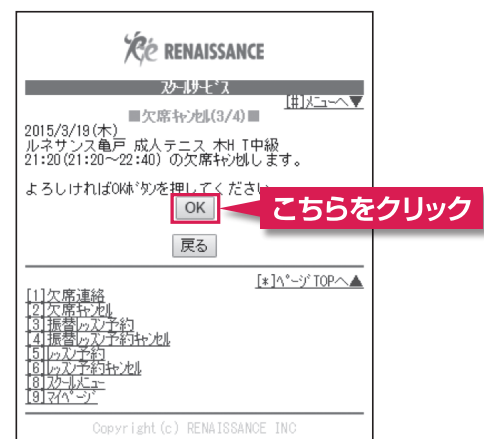 Ré RENAISSANCE
ｽｸｰﾙｻｰﾋﾞｽ
[#]ﾒﾆｭｰへ▼
■欠席ｷｬﾝｾﾙ(3/4)■
2015/3/19(木)
ルネサンス亀戸 成人テニス 木H T中級
21:20(21:20～22:40) の欠席ｷｬﾝｾﾙします。
よろしければOKﾎﾞﾀﾝを押してください
OK
こちらをクリック
戻る
[*]ﾍﾟｰｼﾞTOPへ▲
[1]欠席連絡
[2]欠席ｷｬﾝｾﾙ
[3]振替ﾚｯｽﾝ予約
[4]振替ﾚｯｽﾝ予約ｷｬﾝｾﾙ
[5]ﾚｯｽﾝ予約
[6]ﾚｯｽﾝ予約ｷｬﾝｾﾙ
[8]ｽｸｰﾙﾒﾆｭｰ
[9]ﾏｲﾍﾟｰｼﾞ
Copyright(c) RENAISSANCE INC